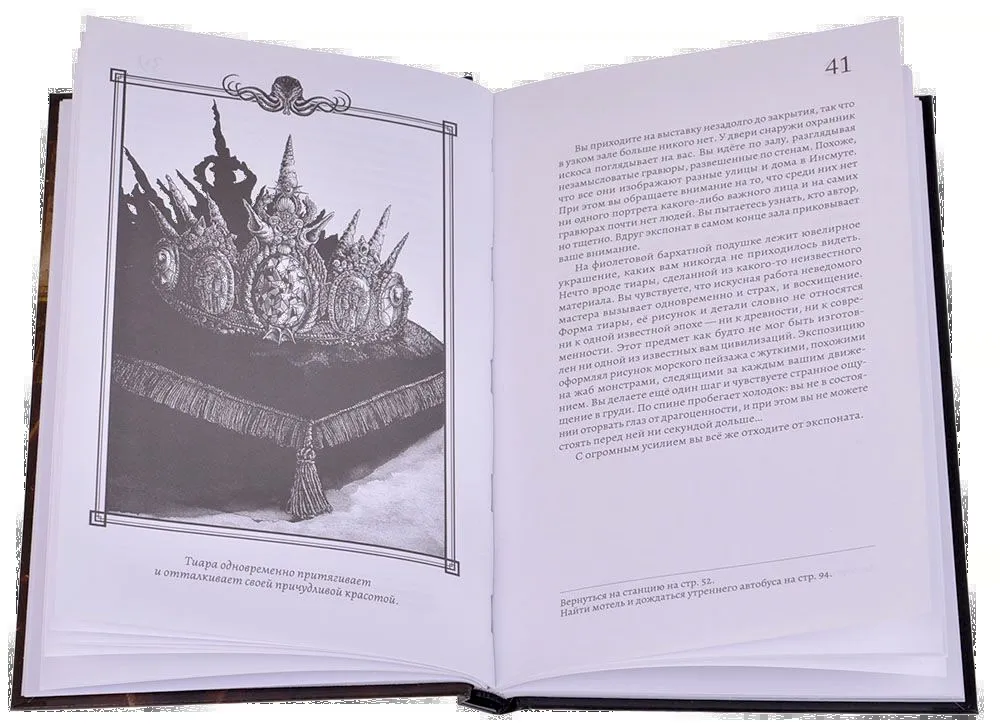 Тиара одновременно притягивает
и отталкивает своей причудливой красотой.
41
Вы приходите на выставку незадолго до закрытия, так что
в узком зале больше никого нет. У двери снаружи охранник
искоса поглядывает на вас. Вы идёте по залу, разглядывая
незамысловатые гравюры, развешенные по стенам. Похоже,
что все они изображают разные улицы и дома в Инсмуте.
При этом вы обращаете внимание на то, что среди них нет
ни одного портрета какого-либо важного лица и на самих
гравюрах почти нет людей. Вы пытаетесь узнать, кто автор,
но тщетно. Вдруг экспонат в самом конце зала приковывает
ваше внимание.
На фиолетовой бархатной подушке лежит ювелирное
украшение, каких вам никогда не приходилось видеть.
Нечто вроде тиары, сделанной из какого-то неизвестного
материала. Вы чувствуете, что искусная работа неведомого
мастера вызывает одновременно и страх, и восхищение.
Форма тиары, её рисунок и детали словно не относятся
ни к одной известной эпохе — ни к древности, ни к совре-
менности. Этот предмет как будто не мог быть изготов-
лен ни одной из известных вам цивилизаций. Экспозицию
оформлял рисунок морского пейзажа с жуткими, похожими
на жаб монстрами, следящими за каждым вашим движе-
нием. Вы делаете ещё один шаг и чувствуете странное ощу-
щение в груди. По спине пробегает холодок: вы не в состоя-
нии оторвать глаз от драгоценности, и при этом вы не можете
стоять перед ней ни секундой дольше...
С огромным усилием вы всё же отходите от экспоната.
Вернуться на станцию на стр. 52.
Найти мотель и дождаться утреннего автобуса на стр. 94.